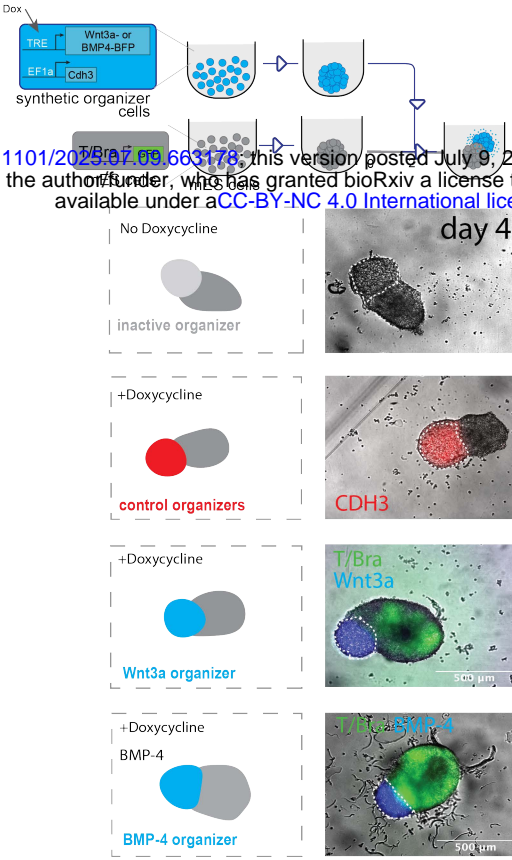 Dox
TRE
Wnt3a- or
BMP4-BFP
EF1a
Cdh3
synthetic organizer
cells
T/Bra
mES cells
mES cells
1101/2025.07.09.663178; this version posted July 9, 2
the author/funder, who has granted bioRxiv a license t
available under aCC-BY-NC 4.0 International lice
No Doxycycline
inactive organizer
day 4
+Doxycycline
control organizers
CDH3
+Doxycycline
Wnt3a organizer
T/Bra
Wnt3a
500 μm
+Doxycycline
BMP-4
BMP-4 organizer
T/Bra BMP-4
500 μm